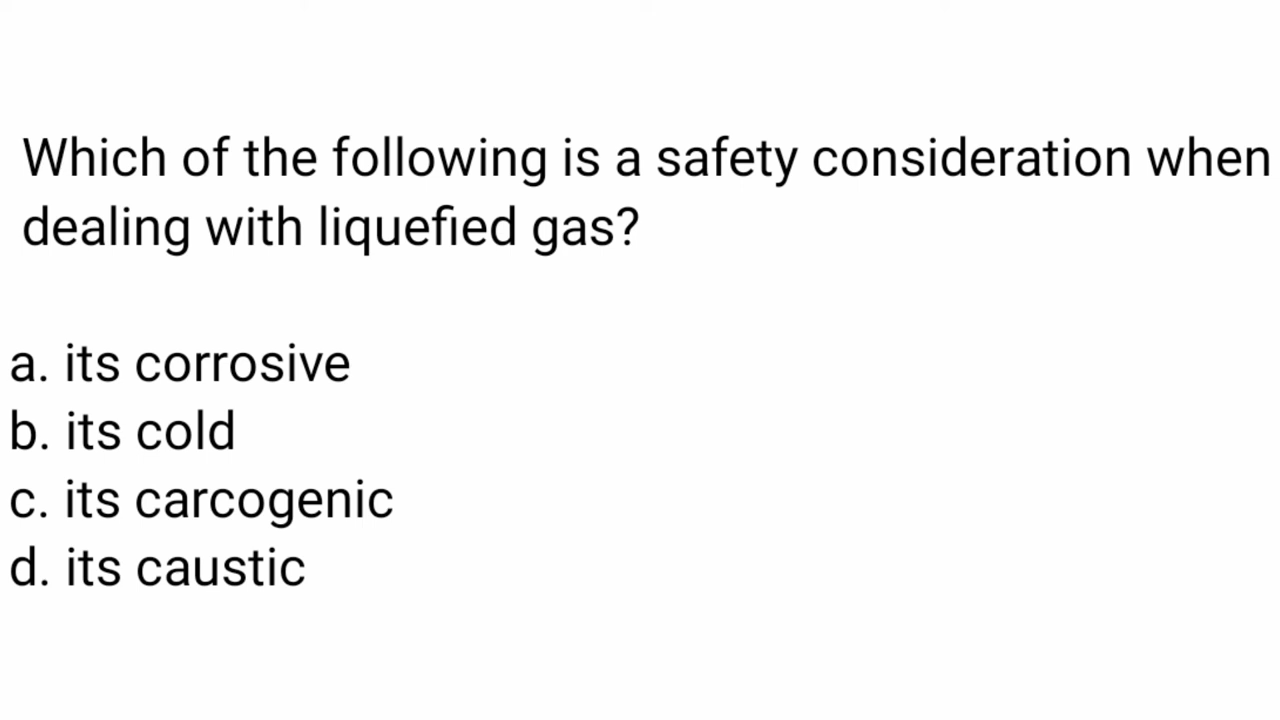 Which of the following is a safety consideration when
dealing with liquefied gas?
a. its corrosive
b. its cold
c. its carcogenic
d. its caustic